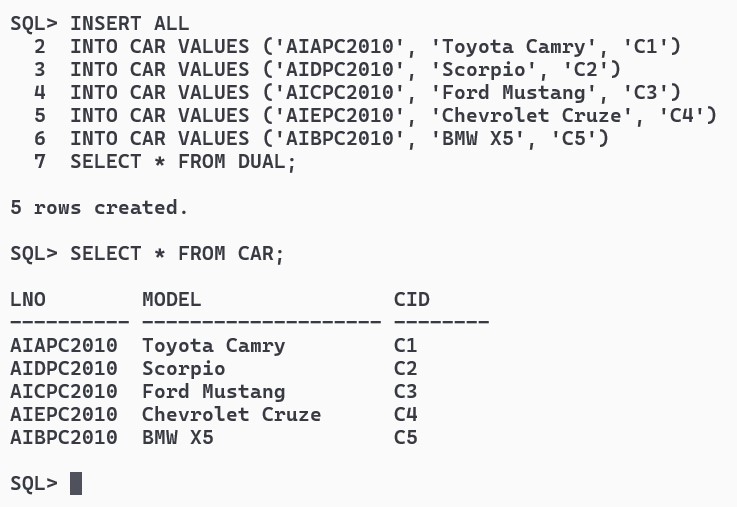 SQL> INSERT ALL
  2  INTO CAR VALUES ('AIAPC2010', 'Toyota Camry', 'C1')
  3  INTO CAR VALUES ('AIDPC2010', 'Scorpio', 'C2')
  4  INTO CAR VALUES ('AICPC2010', 'Ford Mustang', 'C3')
  5  INTO CAR VALUES ('AIEPC2010', 'Chevrolet Cruze', 'C4')
  6  INTO CAR VALUES ('AIBPC2010', 'BMW X5', 'C5')
  7  SELECT * FROM DUAL;

5 rows created.

SQL> SELECT * FROM CAR;

LNO        MODEL                CID
---------- -------------------- --------
AIAPC2010  Toyota Camry         C1
AIDPC2010  Scorpio              C2
AICPC2010  Ford Mustang         C3
AIEPC2010  Chevrolet Cruze      C4
AIBPC2010  BMW X5               C5

SQL>